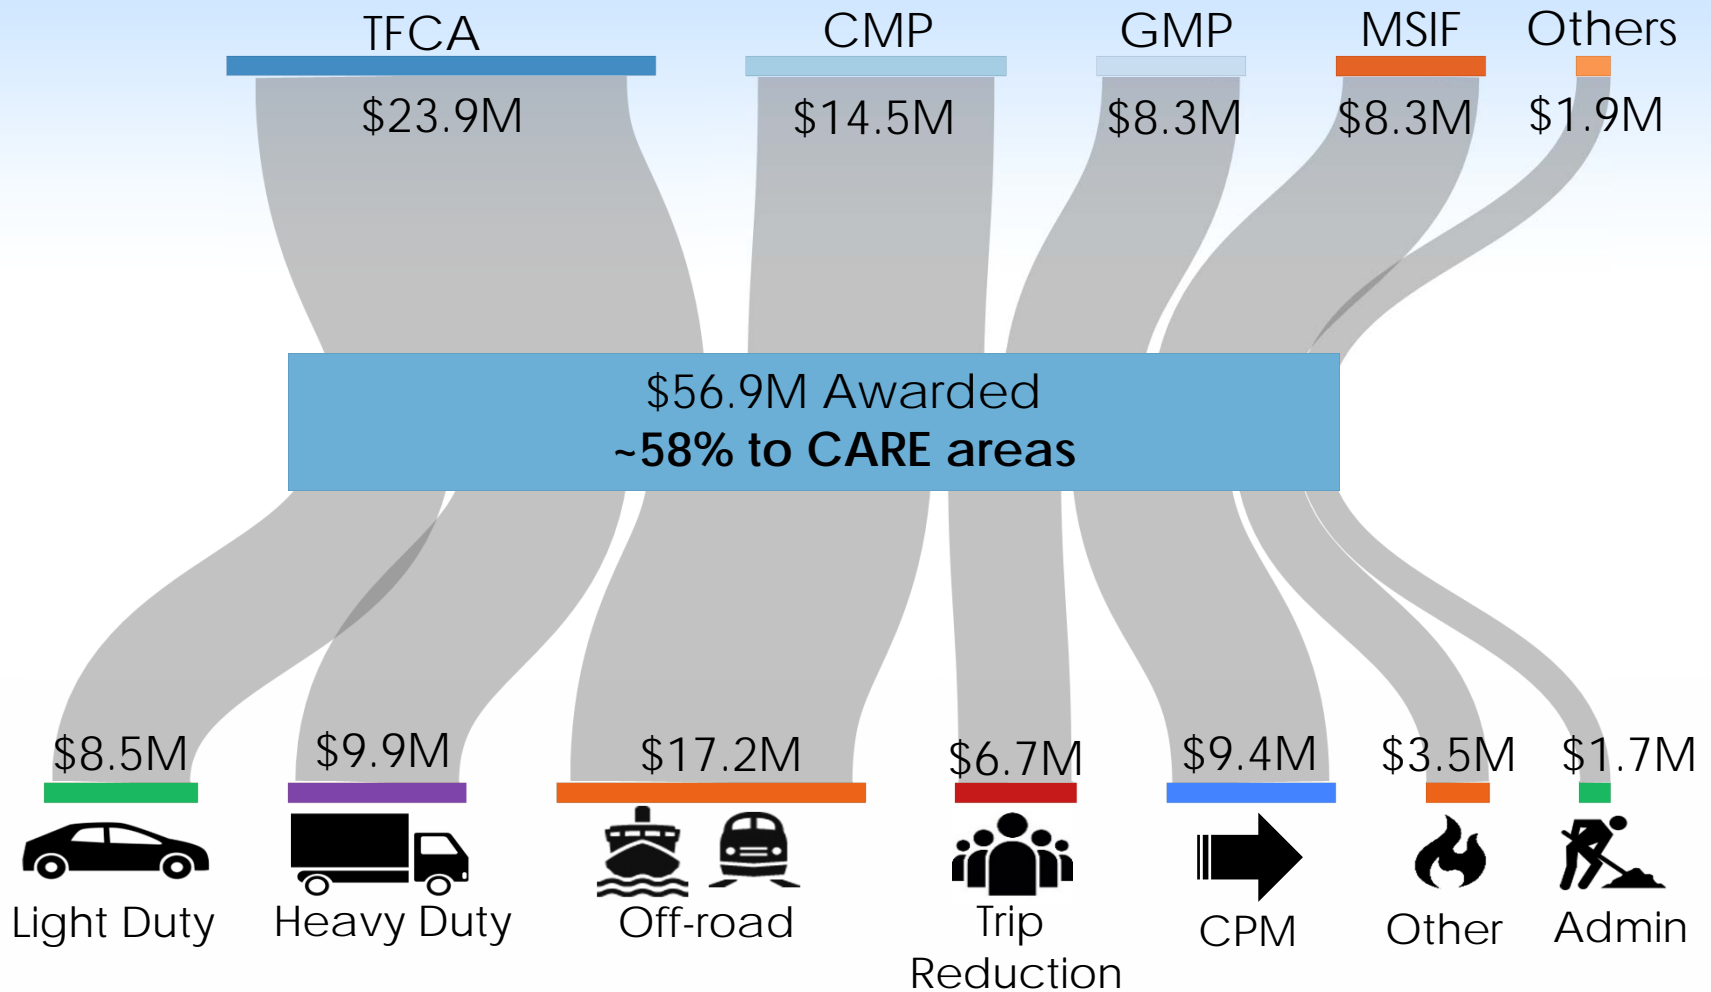 TFCA
CMP
GMP
MSIF
Others
$23.9M
$14.5M
$8.3M
$8.3M
$1.9M
$56.9M Awarded
~58% to CARE areas
$8.5M
$9.9M
$17.2M
$6.7M
$9.4M
$3.5M
$1.7M
Light Duty
Heavy Duty
Off-road
Trip
Reduction
CPM
Other
Admin